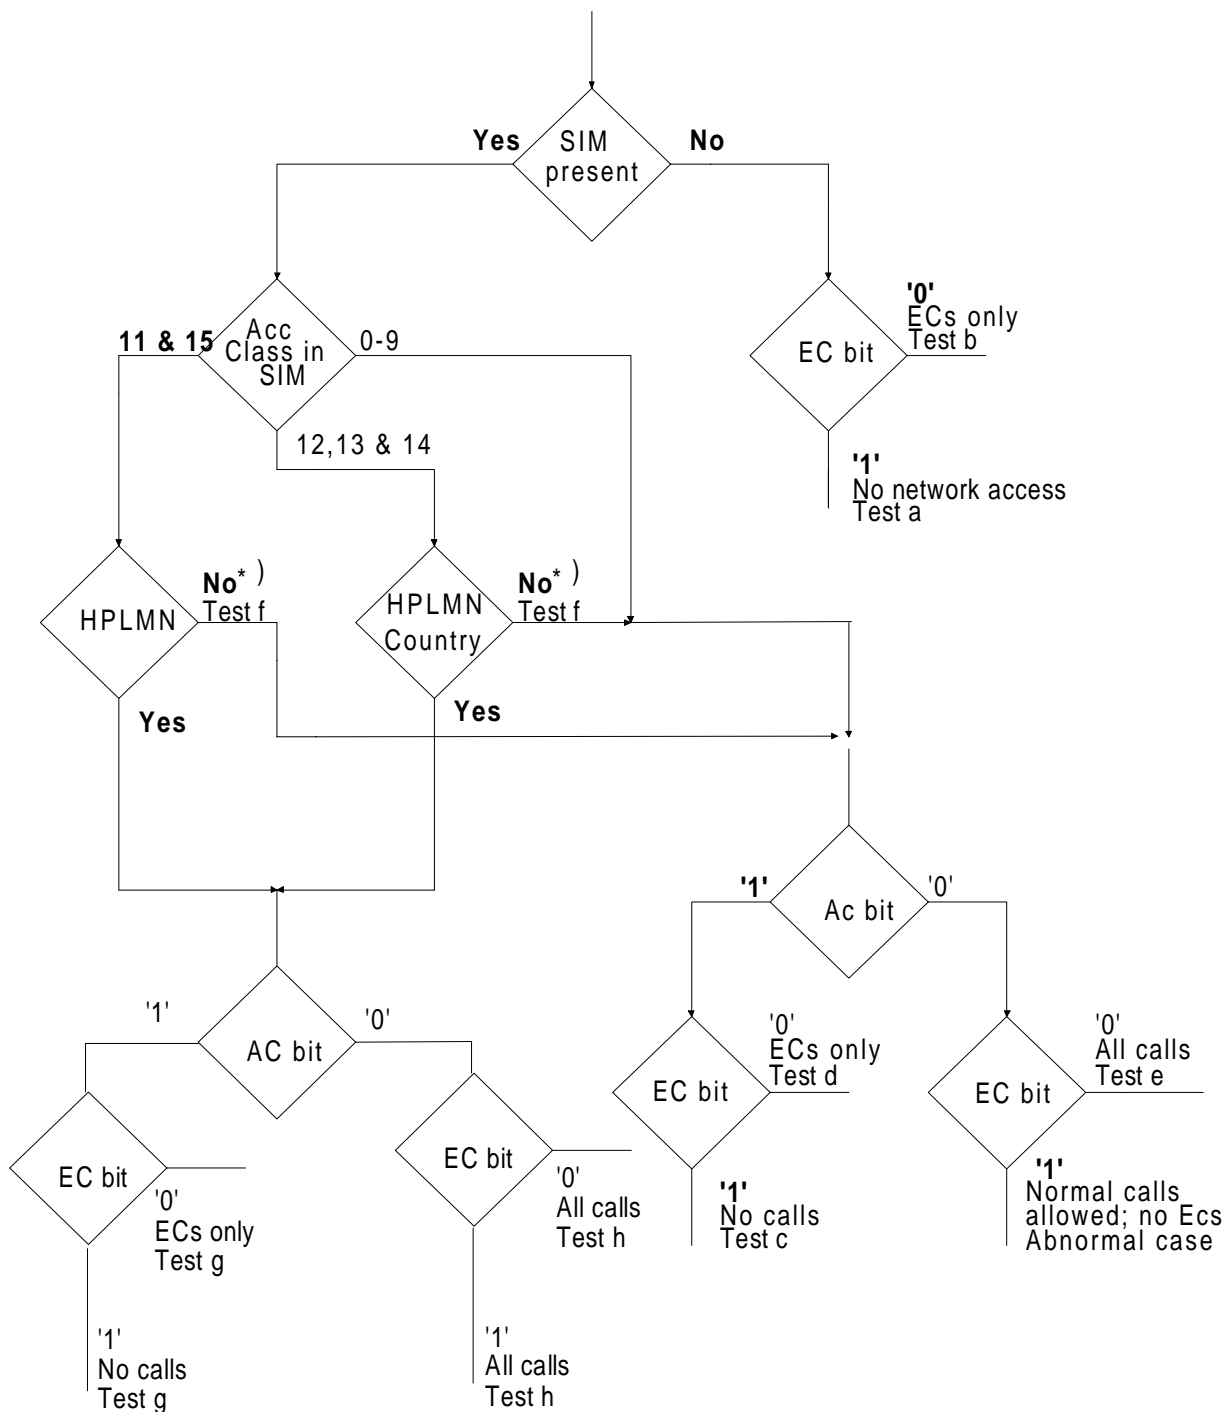 Yes
SIM
present
No
11 & 15
Acc
Class in
SIM
0-9
12,13 & 14
EC bit
'0'
ECs only
Test b
'1'
No network access
Test a
HPLMN
No* )
Test f
HPLMN
Country
No* )
Test f
Yes
Yes
'1'
Ac bit
'0'
'1'
AC bit
'0'
EC bit
'0'
ECs only
Test d
EC bit
'0'
All calls
Test e
EC bit
'0'
ECs only
Test g
EC bit
'0'
All calls
Test h
'1'
No calls
Test c
'1'
Normal calls
allowed; no Ecs
Abnormal case
'1'
No calls
Test g
'1'
All calls
Test h